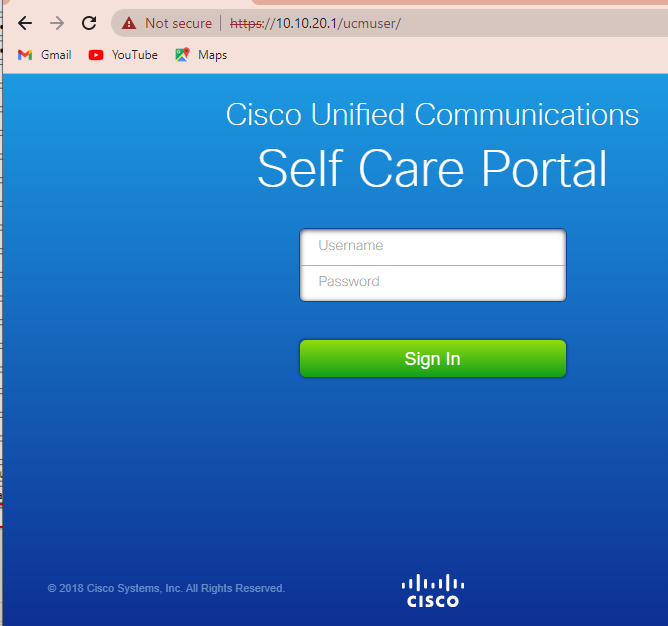 Not secure https://10.10.20.1/ucmuser/
Gmail YouTube Maps
Cisco Unified Communications
Self Care Portal
Username
Password
Sign In
© 2018 Cisco Systems, Inc. All Rights Reserved.
CISCO